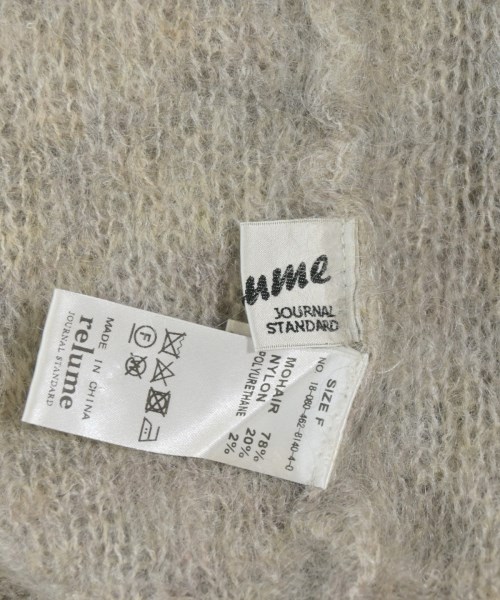 ume
JOURNAL
STANDARD
SIZE F
NO. 18-080-462-8140-4-0
MOHAIR 78%
NYLON 20%
POLYURETHANE 2%
F
MADE IN CHINA
relume
JOURNAL STANDARD